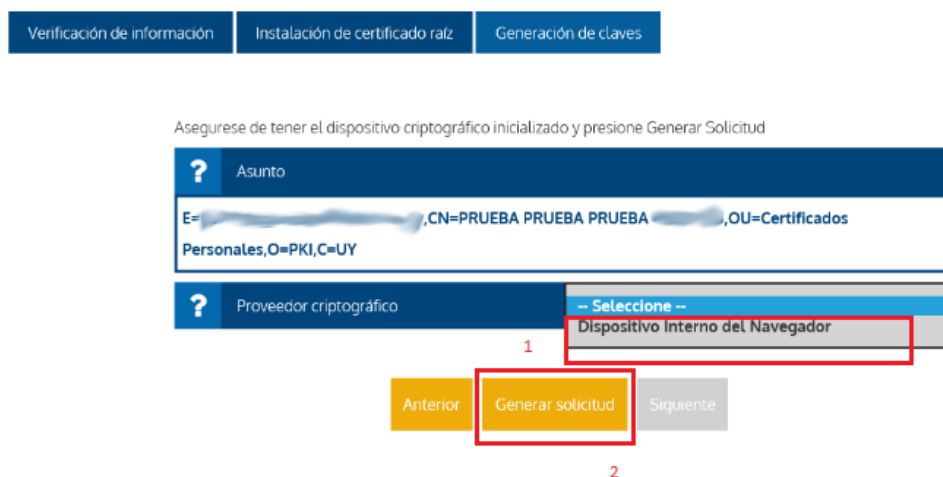 Verificación de información
Instalación de certificado raíz
Generación de claves
Asegurese de tener el dispositivo criptográfico inicializado y presione Generar Solicitud
? Asunto
E= ,CN=PRUEBA PRUEBA PRUEBA ,OU=Certificados
Personales,O=PKI,C=UY
? Proveedor criptográfico
-- Seleccione --
Dispositivo Interno del Navegador
1
Anterior
Generar solicitud
Siguiente
2